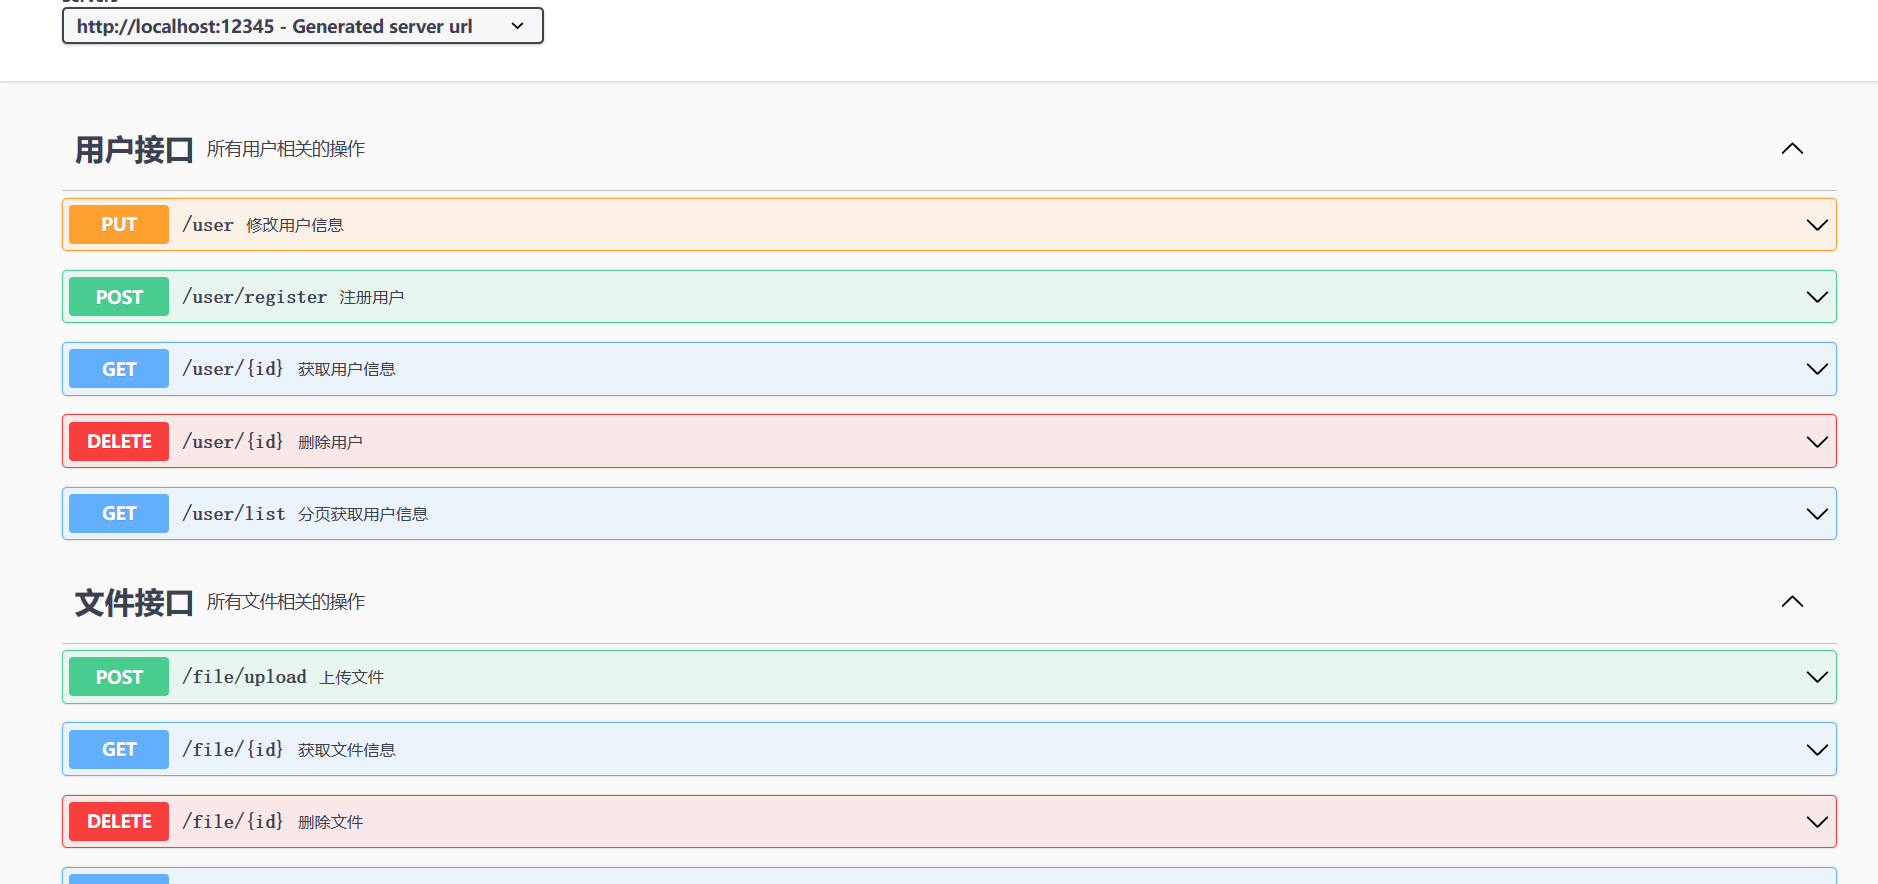 http://localhost:12345 - Generated server url
用户接口 所有用户相关的操作
PUT /user 修改用户信息
POST /user/register 注册用户
GET /user/{id} 获取用户信息
DELETE /user/{id} 删除用户
GET /user/list 分页获取用户信息
文件接口 所有文件相关的操作
POST /file/upload 上传文件
GET /file/{id} 获取文件信息
DELETE /file/{id} 删除文件